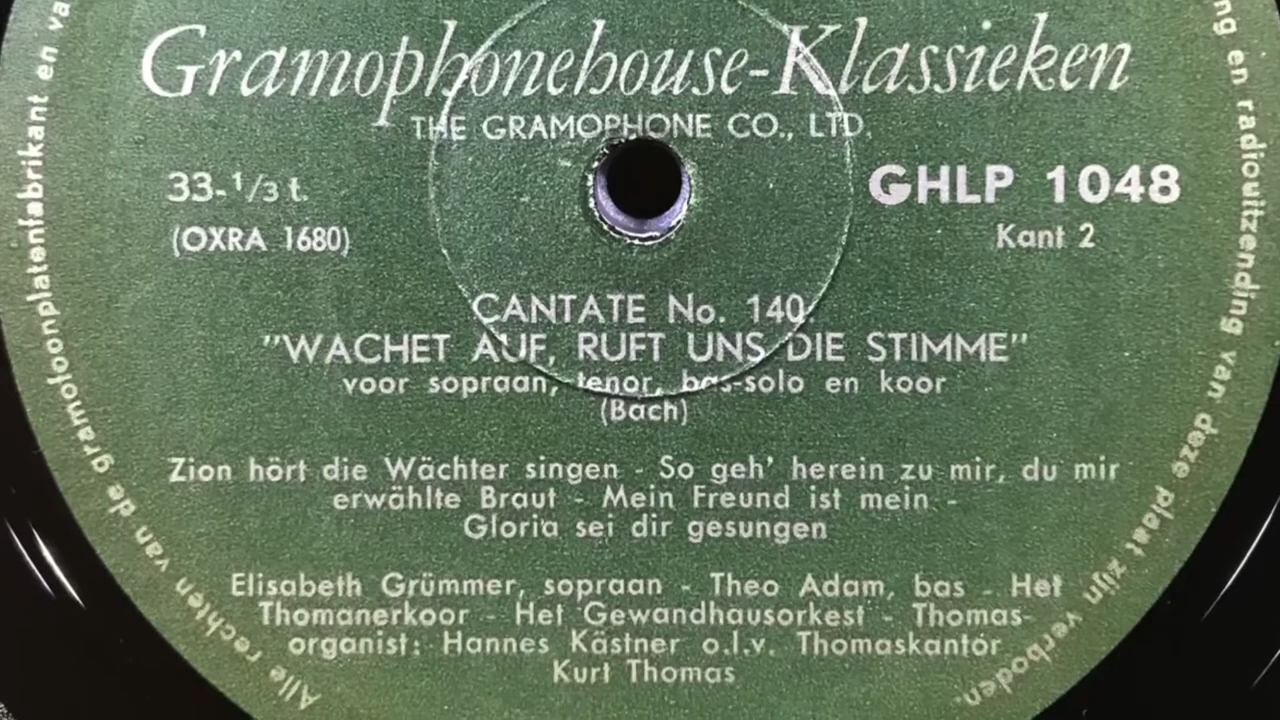 Gramophonehouse-Klassieken
THE GRAMOPHONE CO., LTD.
33-1/3 t.
GHLP 1048
(OXRA 1680)
Kant 2
CANTATE No. 140
"WACHET AUF, RUFT UNS DIE STIMME"
voor sopraan, tenor, bas-solo en koor
(Bach)
Zion hört die Wächter singen - So geh' herein zu mir, du mir
erwählte Braut - Mein Freund ist mein -
Gloria sei dir gesungen
Elisabeth Grümmer, sopraan - Theo Adam, bas - Het
Thomanerkoor - Het Gewandhausorkest - Thomas-
organist: Hannes Kästner o.l.v. Thomaskantor
Kurt Thomas
Alle rechten van de gramofoonplatenfabrikant en
en radiouitzending van deze plaat zijn verboden.